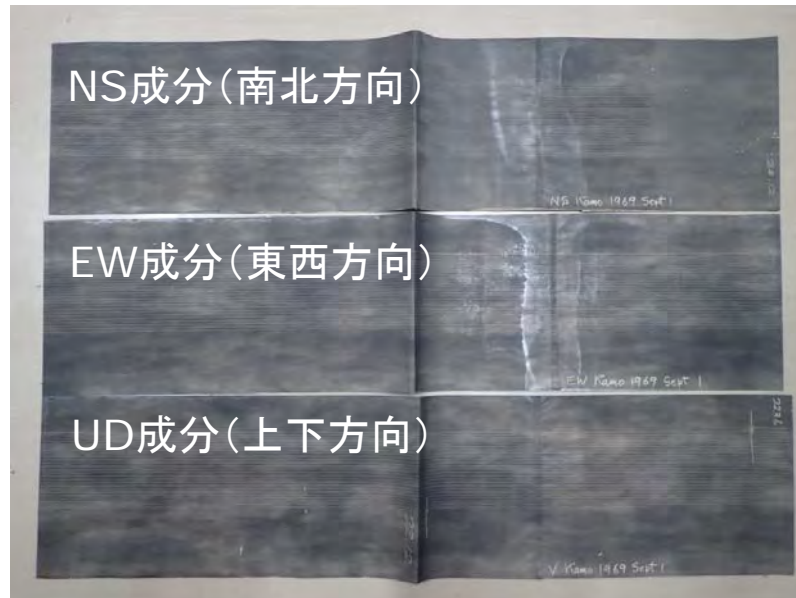 NS成分(南北方向)
NS Kamo 1969 Sept 1
EW成分(東西方向)
EW Kamo 1969 Sept 1
UD成分(上下方向)
V Kamo 1969 Sept 1